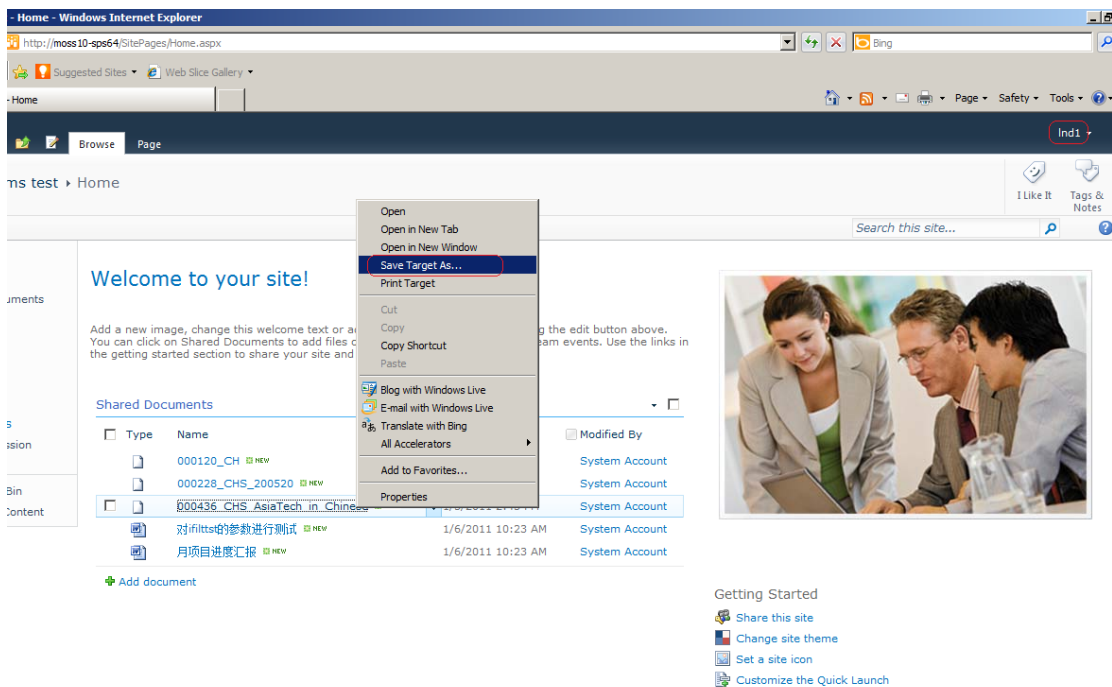 - Home - Windows Internet Explorer
http://moss10-sps64/SitePages/Home.aspx
Bing
Suggested Sites
Web Slice Gallery
- Home
Page
Safety
Tools
lnd1
Browse
Page
ms test
Home
I Like It
Tags & Notes
Search this site...
Open
Open in New Tab
Open in New Window
Save Target As...
Print Target
Cut
Copy
Copy Shortcut
Paste
Blog with Windows Live
E-mail with Windows Live
Translate with Bing
All Accelerators
Add to Favorites...
Properties
uments
s
ssion
Bin
Content
Welcome to your site!
Add a new image, change this welcome text or a g the edit button above.
You can click on Shared Documents to add files eam events. Use the links in
the getting started section to share your site and
Shared Documents
Type Name Modified By
000120_CH NEW System Account
000228_CHS_200520 NEW System Account
000436_CHS_AsiaTech_in_Chinese System Account
对ifilttst的参数进行测试 NEW 1/6/2011 10:23 AM System Account
月项目进度汇报 NEW 1/6/2011 10:23 AM System Account
Add document
Getting Started
Share this site
Change site theme
Set a site icon
Customize the Quick Launch